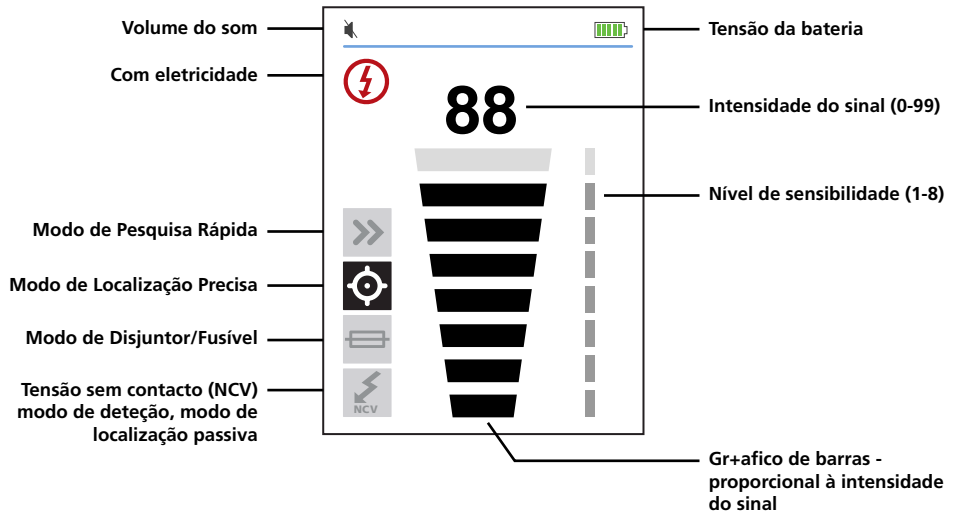 Volume do som
Com eletricidade
Modo de Pesquisa Rápida
Modo de Localização Precisa
Modo de Disjuntor/Fusível
Tensão sem contacto (NCV)
modo de deteção, modo de
localização passiva
88
NCV
Tensão da bateria
Intensidade do sinal (0-99)
Nível de sensibilidade (1-8)
Gr+afico de barras -
proporcional à intensidade
do sinal